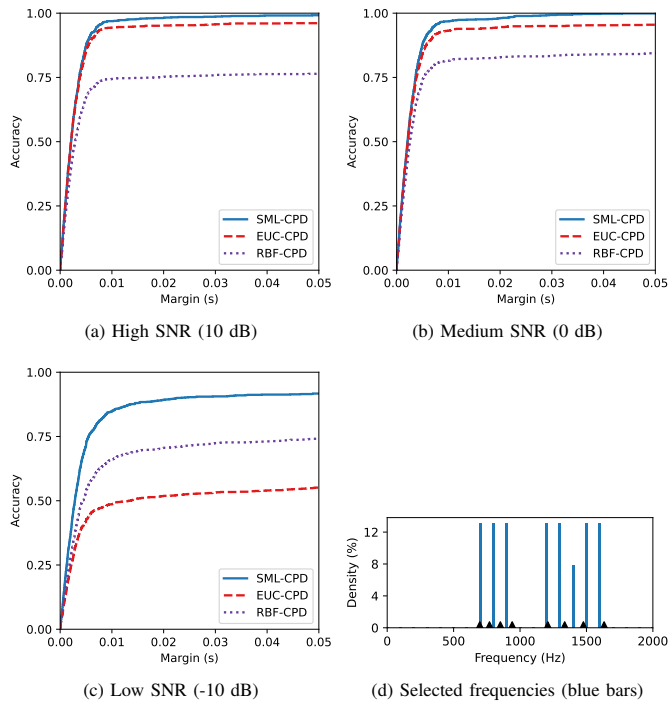 1.00
0.75
0.50
0.25
0.00
Accuracy
SML-CPD
EUC-CPD
RBF-CPD
0.00 0.01 0.02 0.03 0.04 0.05
Margin (s)
(a) High SNR (10 dB)
1.00
0.75
0.50
0.25
0.00
Accuracy
SML-CPD
EUC-CPD
RBF-CPD
0.00 0.01 0.02 0.03 0.04 0.05
Margin (s)
(b) Medium SNR (0 dB)
1.00
0.75
0.50
0.25
0.00
Accuracy
SML-CPD
EUC-CPD
RBF-CPD
0.00 0.01 0.02 0.03 0.04 0.05
Margin (s)
(c) Low SNR (-10 dB)
12
8
4
0
Density (%)
0 500 1000 1500 2000
Frequency (Hz)
(d) Selected frequencies (blue bars)